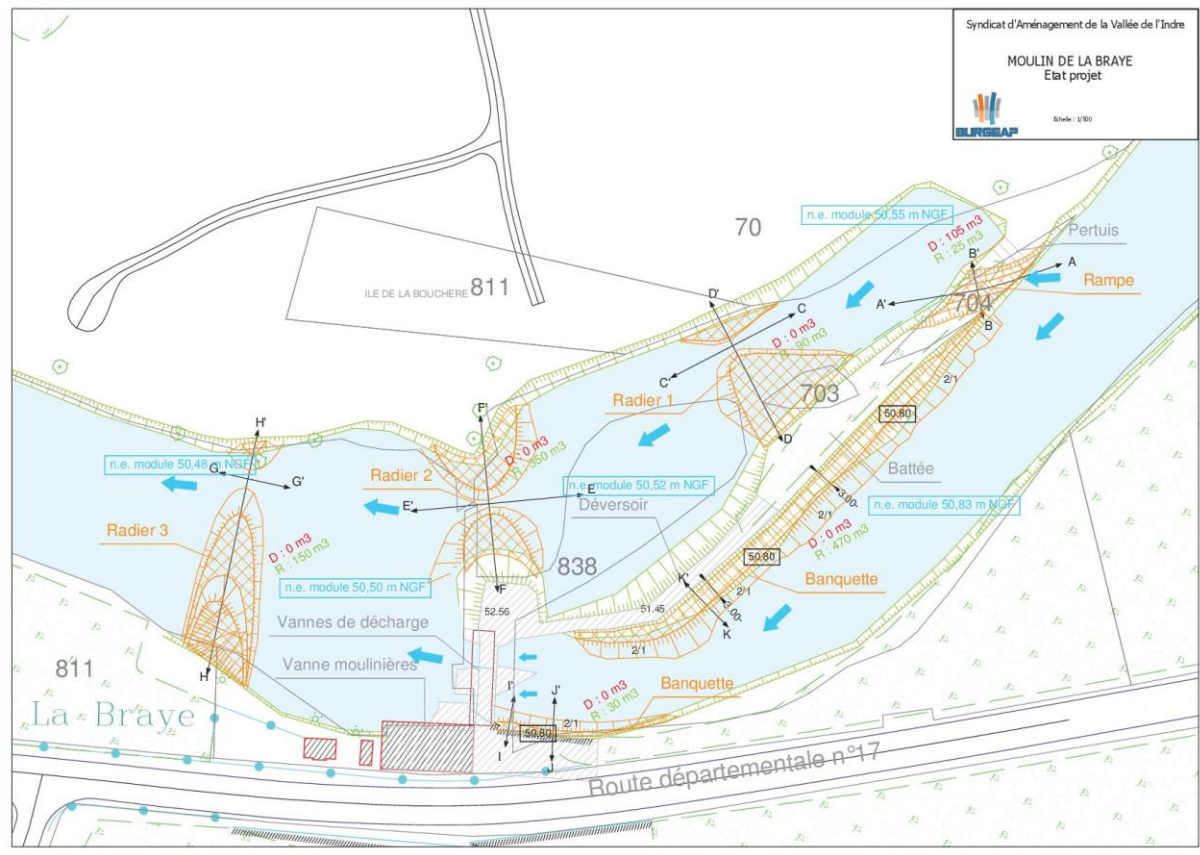 Syndicat d'Aménagement de la Vallée de l'Indre
MOULIN DE LA BRAYE
Etat projet
BURGEAP
Echelle : 1/500
70
n.e. module 50,55 m NGF
D : 105 m3
R : 25 m3
Pertuis
B'
A
Rampe
A'
704
B
ILE DE LA BOUCHERE
811
D'
C
D : 0 m3
R : 90 m3
C'
Radier 1
703
2/1
50,80
D
F'
H'
D : 0 m3
R : 350 m3
n.e. module 50,48 m NGF
G
G'
Radier 2
n.e. module 50,52 m NGF
E
E'
Déversoir
Battée
3.00
n.e. module 50,83 m NGF
2/1
Radier 3
D : 0 m3
R : 150 m3
D : 0 m3
R : 470 m3
50,80
838
Banquette
n.e. module 50,50 m NGF
F
K'
2/1
52.56
51.45
3.00
K
Vannes de décharge
2/1
Vanne moulinières
811
H
La Braye
I'
J'
D : 0 m3
R : 30 m3
Banquette
2/1
50,80
I
J
Route départementale n°17